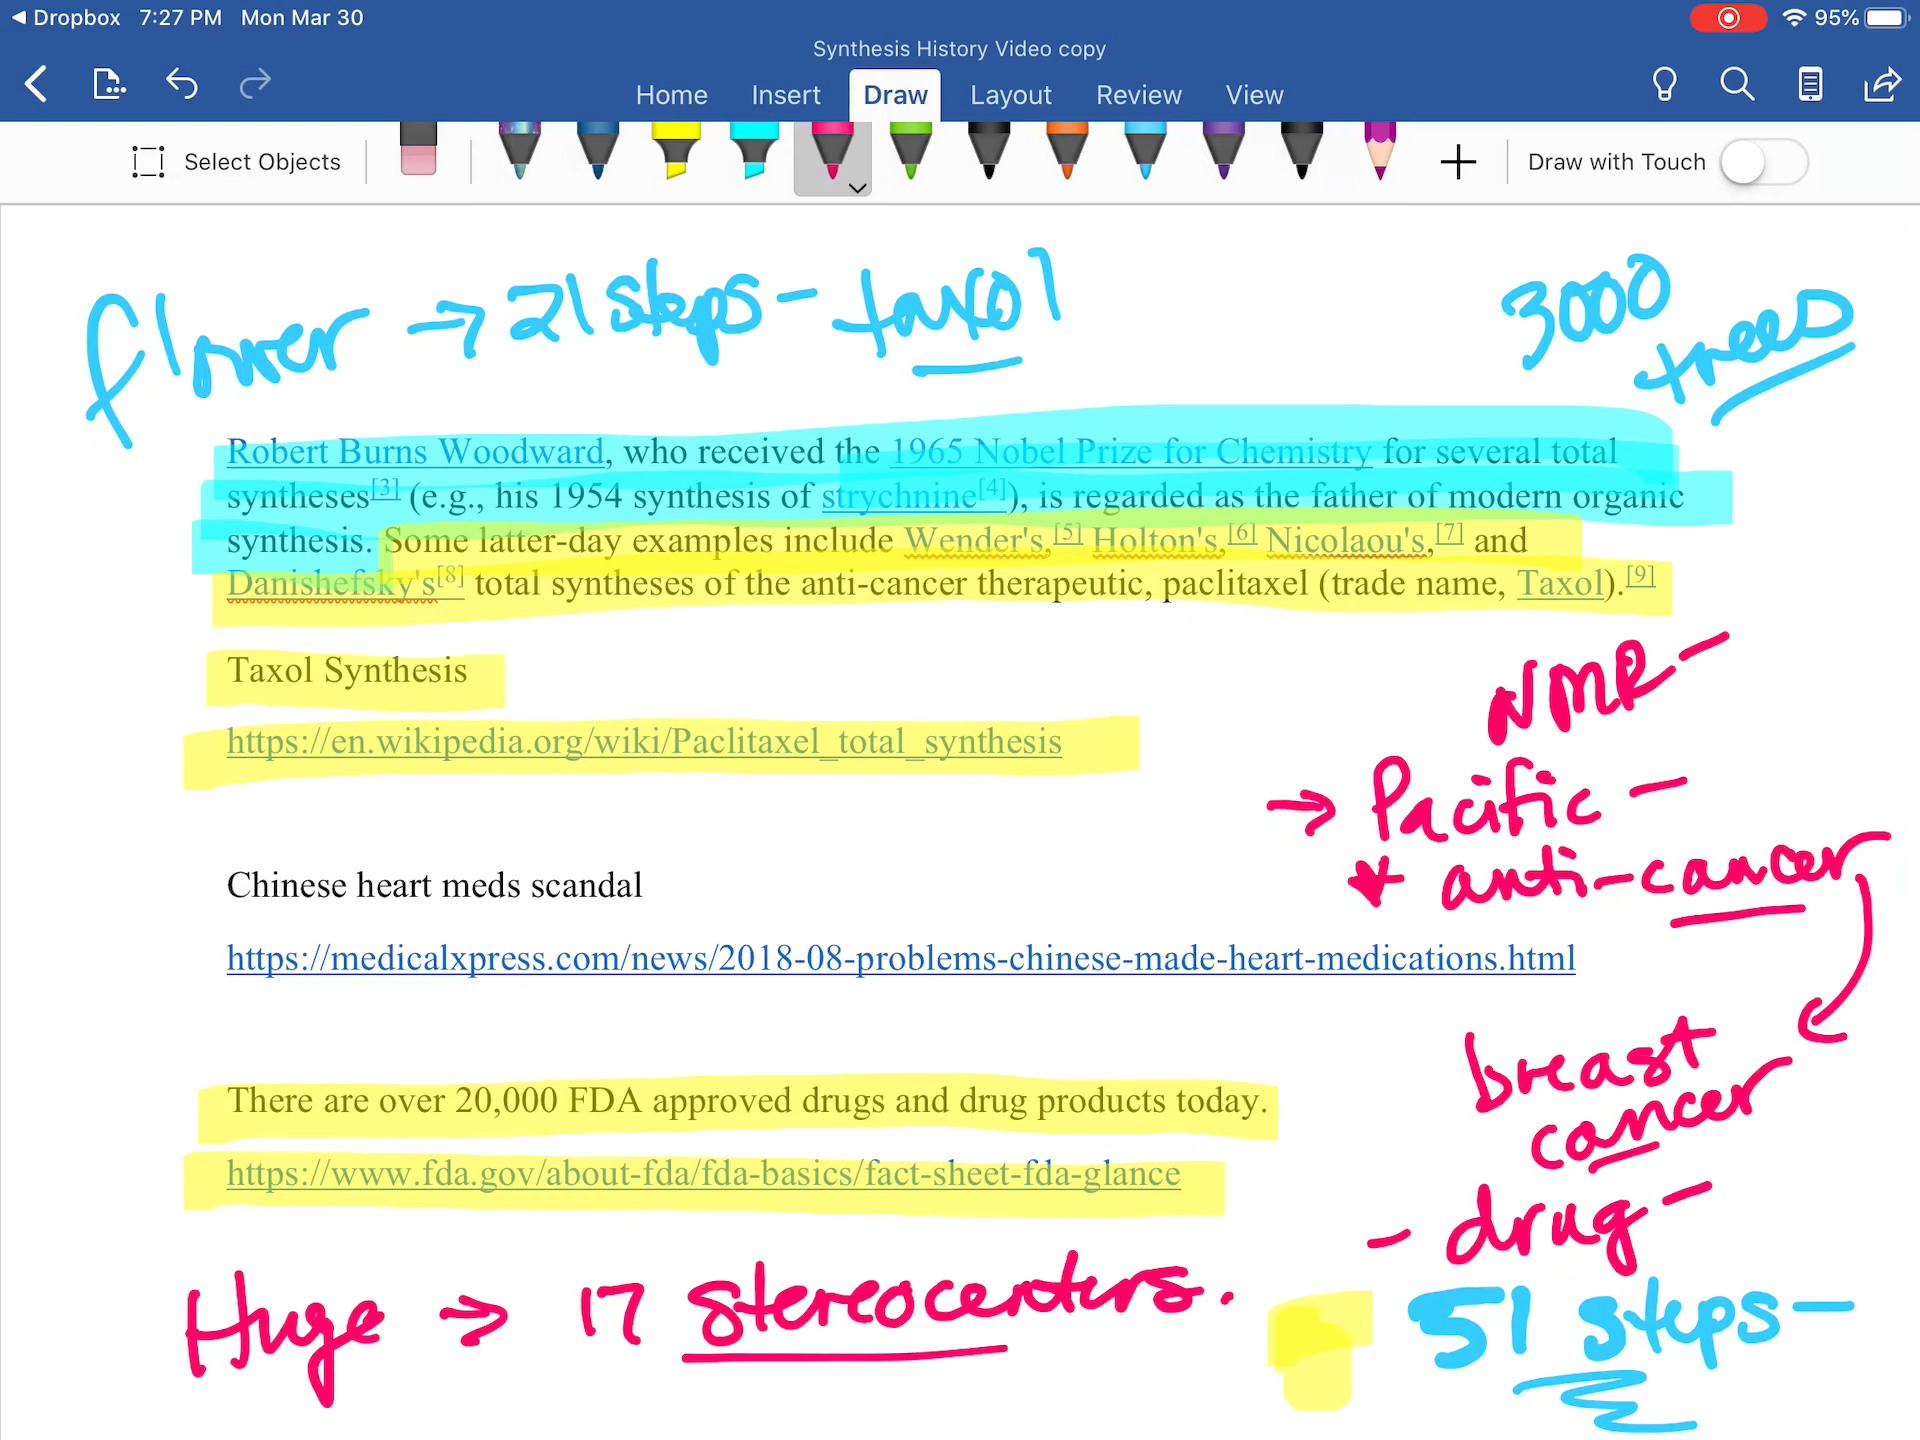 Dropbox 7:27 PM Mon Mar 30
95%
Synthesis History Video copy
Home Insert Draw Layout Review View
Select Objects
Draw with Touch
flower → 21 steps - taxol
3000
trees
Robert Burns Woodward, who received the 1965 Nobel Prize for Chemistry for several total
syntheses[3] (e.g., his 1954 synthesis of strychnine[4]), is regarded as the father of modern organic
synthesis. Some latter-day examples include Wender's,[5] Holton's,[6] Nicolaou's,[7] and
Danishefsky's[8] total syntheses of the anti-cancer therapeutic, paclitaxel (trade name, Taxol).[9]
Taxol Synthesis
https://en.wikipedia.org/wiki/Paclitaxel_total_synthesis
NMR -
→ Pacific -
* anti-cancer
Chinese heart meds scandal
https://medicalxpress.com/news/2018-08-problems-chinese-made-heart-medications.html
breast
cancer
There are over 20,000 FDA approved drugs and drug products today.
https://www.fda.gov/about-fda/fda-basics/fact-sheet-fda-glance
- drug -
Huge → 17 stereocenters.
51 steps -